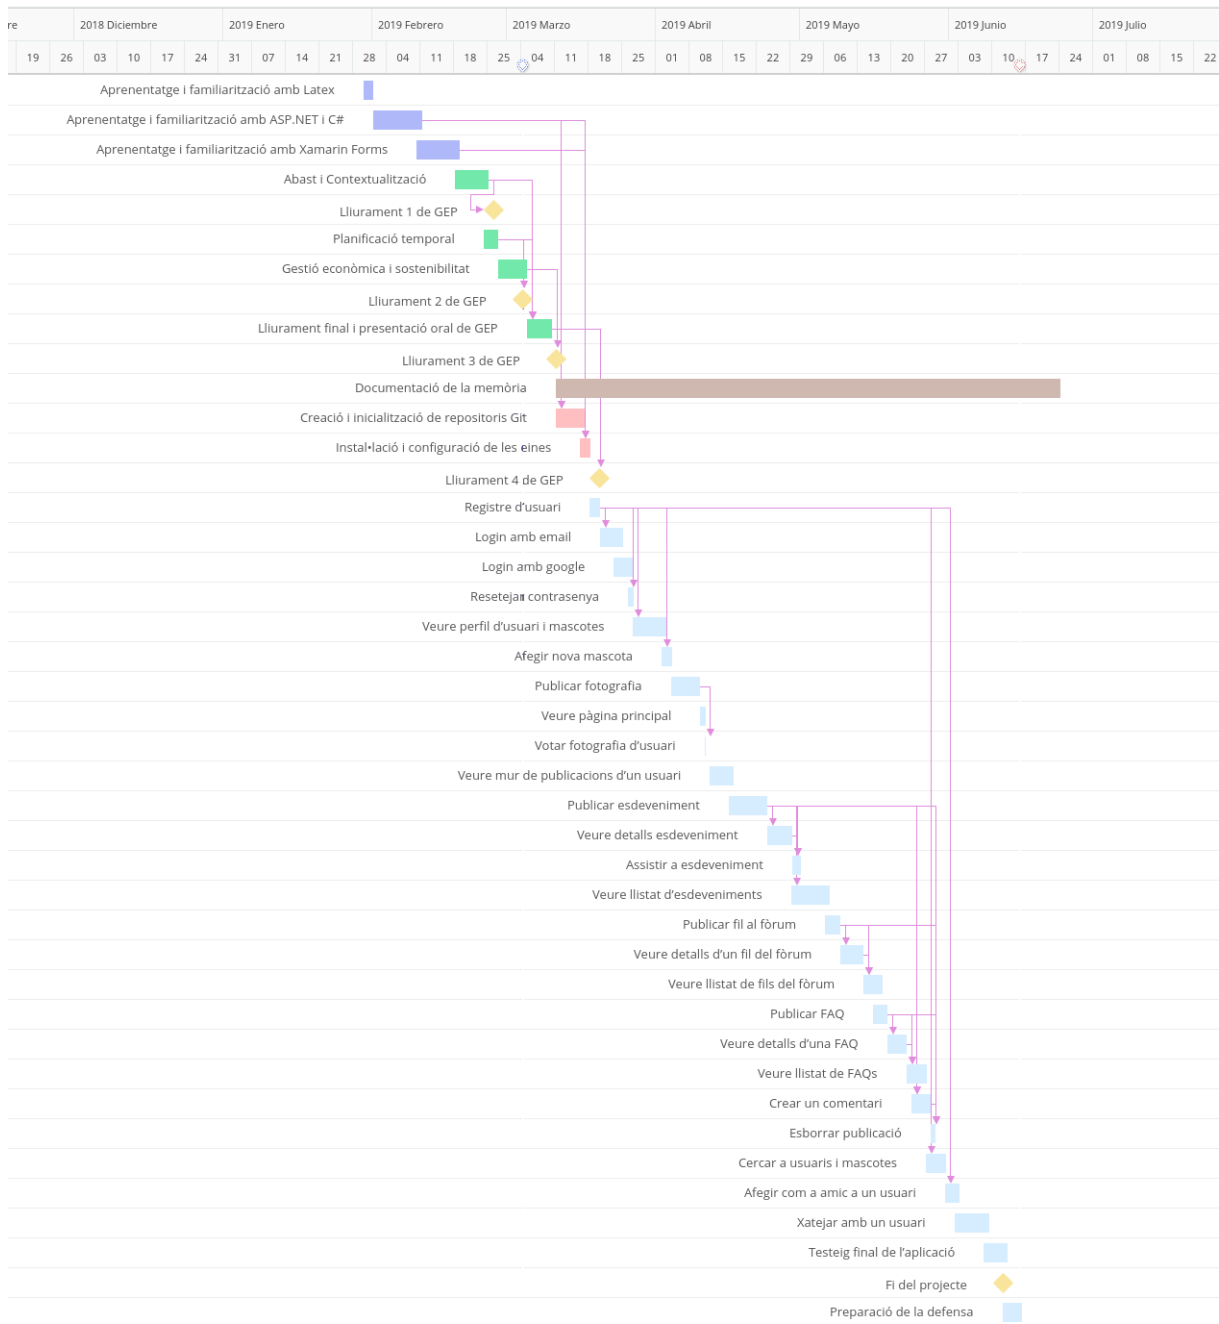 re 2018 Diciembre 2019 Enero 2019 Febrero 2019 Marzo 2019 Abril 2019 Mayo 2019 Junio 2019 Julio
19 26 03 10 17 24 31 07 14 21 28 04 11 18 25 04 11 18 25 01 08 15 22 29 06 13 20 27 10 17 24 01 08 15 22
Aprenentatge i familiarització amb Latex
Aprenentatge i familiarització amb ASP.NET i C#
Aprenentatge i familiarització amb Xamarin Forms
Abast i Contextualització
Lliurament 1 de GEP
Planificació temporal
Gestió econòmica i sostenibilitat
Lliurament 2 de GEP
Lliurament final i presentació oral de GEP
Lliurament 3 de GEP
Documentació de la memòria
Creació i inicialització de repositoris Git
Instal•lació i configuració de les eines
Lliurament 4 de GEP
Registre d'usuari
Login amb email
Login amb google
Resetejar contrasenya
Veure perfil d'usuari i mascotes
Afegir nova mascota
Publicar fotografia
Veure pàgina principal
Votar fotografia d'usuari
Veure mur de publicacions d'un usuari
Publicar esdeveniment
Veure detalls esdeveniment
Assistir a esdeveniment
Veure llistat d'esdeveniments
Publicar fil al fòrum
Veure detalls d'un fil del fòrum
Veure llistat de fils del fòrum
Publicar FAQ
Veure detalls d'una FAQ
Veure llistat de FAQs
Crear un comentari
Esborrar publicació
Cercar a usuaris i mascotes
Afegir com a amic a un usuari
Xatejar amb un usuari
Testeig final de l'aplicació
Fi del projecte
Preparació de la defensa